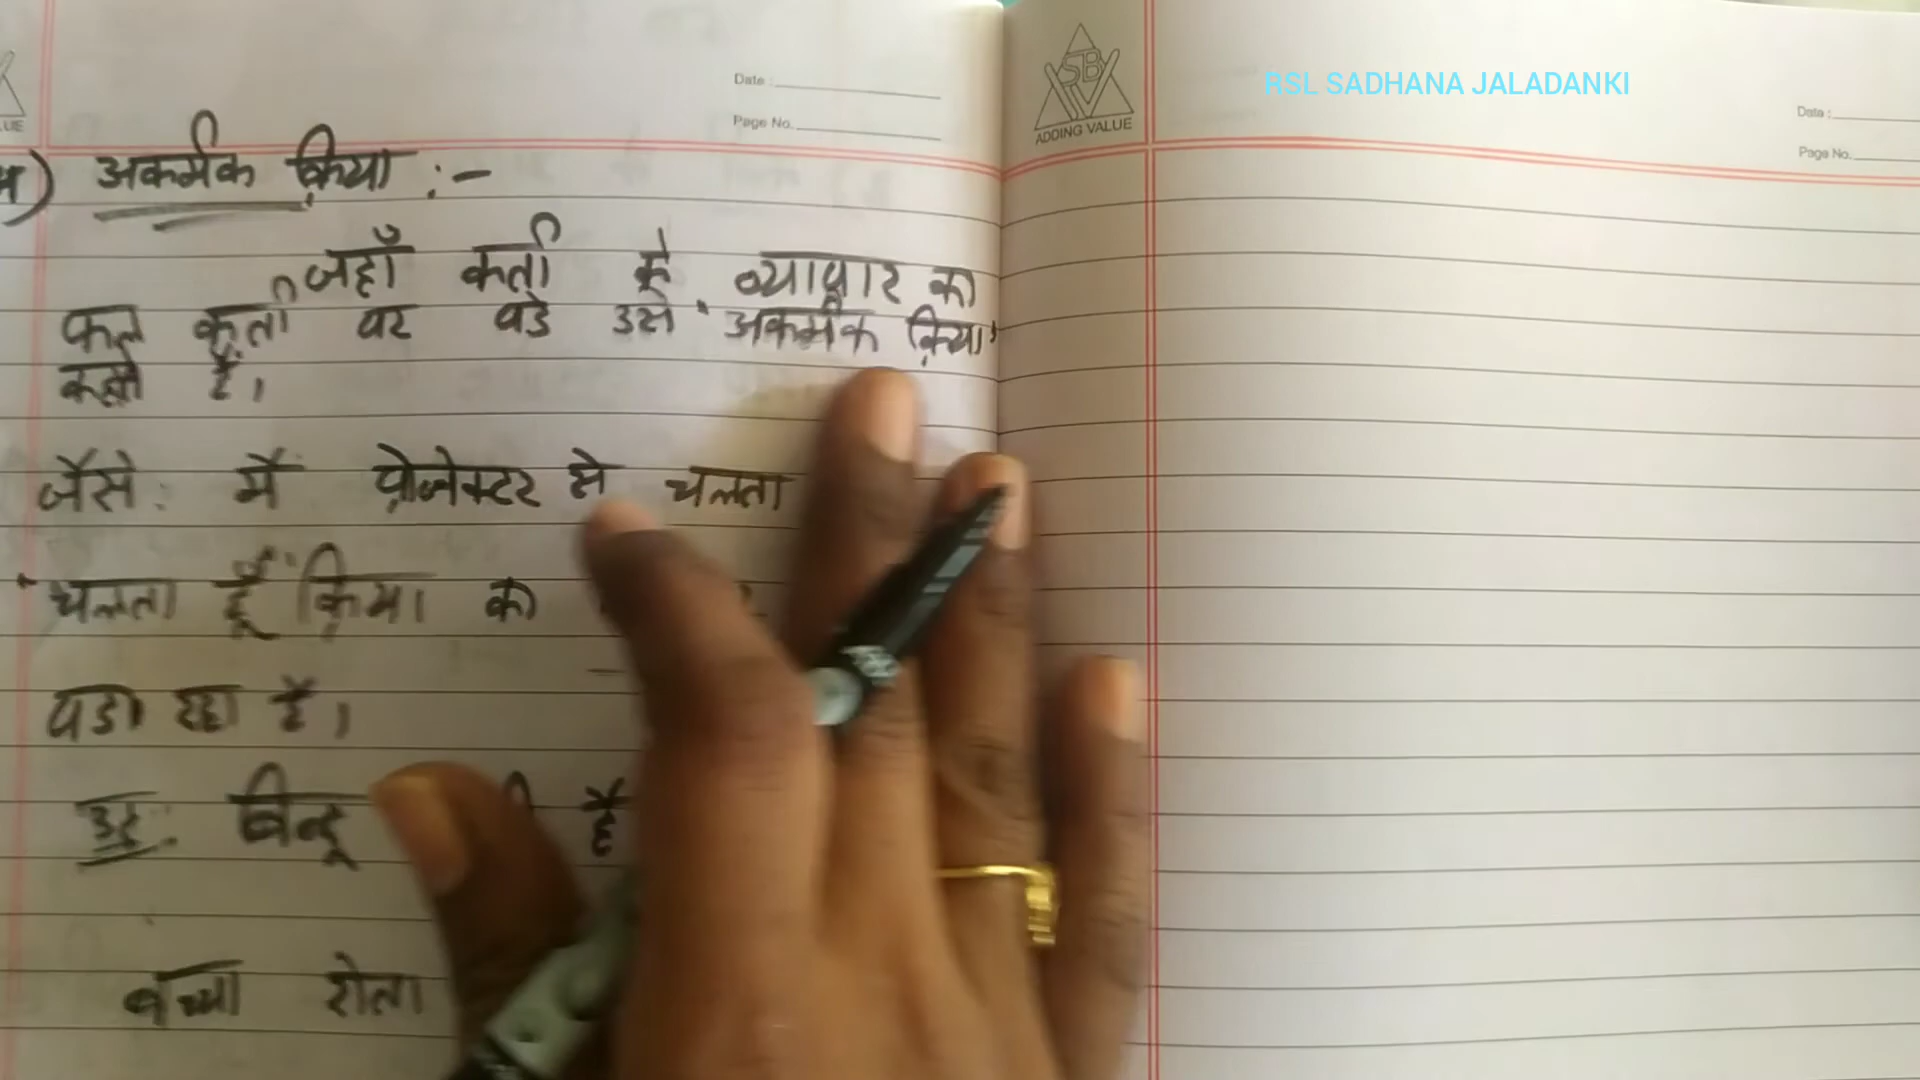 Date :
Page No.
अ) अकर्मक क्रिया :-
जहाँ कर्ता के व्यापार का
फल कर्ता पर पडे उसे "अकर्मक क्रिया"
कहते हैं।
जैसे: मैं प्रोजेक्टर से चलता
"चलता हूँ" क्रिया का
पडा रहा है।
उदः बिन्दू है
बच्चा रोता
SB
ADDING VALUE
RSL SADHANA JALADANKI
Date :
Page No.